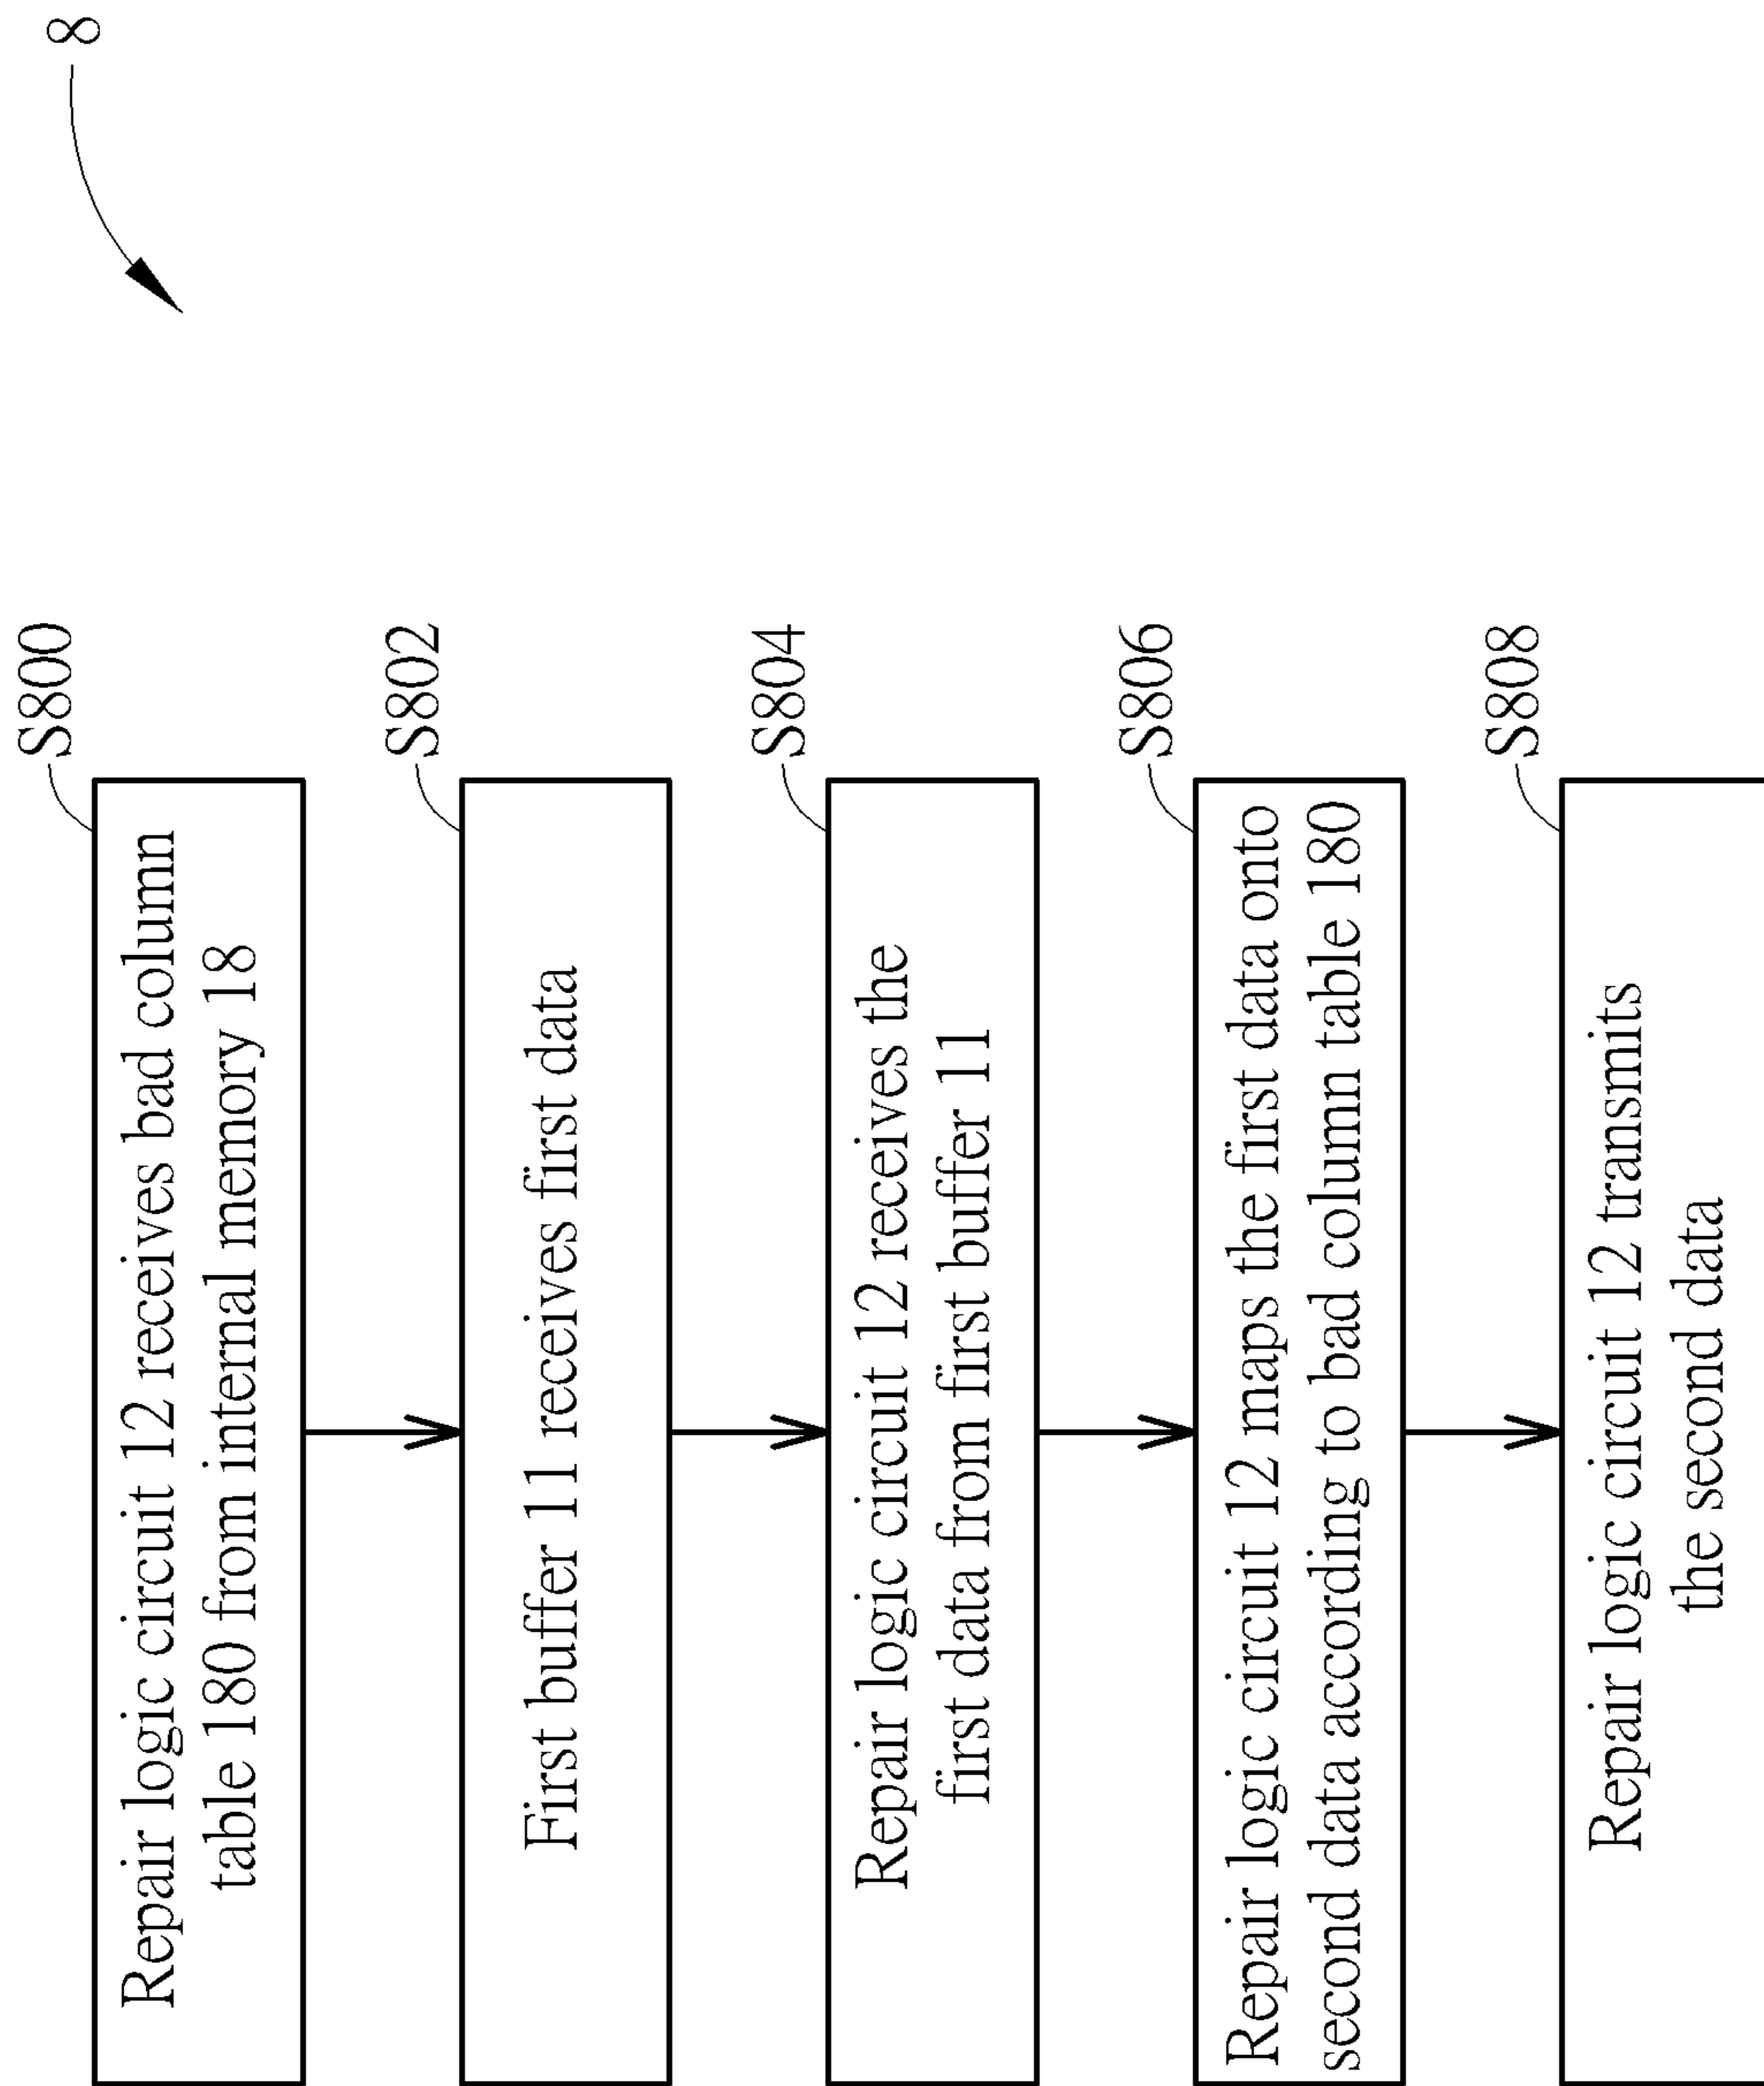 8
S800
Repair logic circuit 12 receives bad column
table 180 from internal memory 18
S802
First buffer 11 receives first data
S804
Repair logic circuit 12 receives the
first data from first buffer 11
S806
Repair logic circuit 12 maps the first data onto
second data according to bad column table 180
S808
Repair logic circuit 12 transmits
the second data